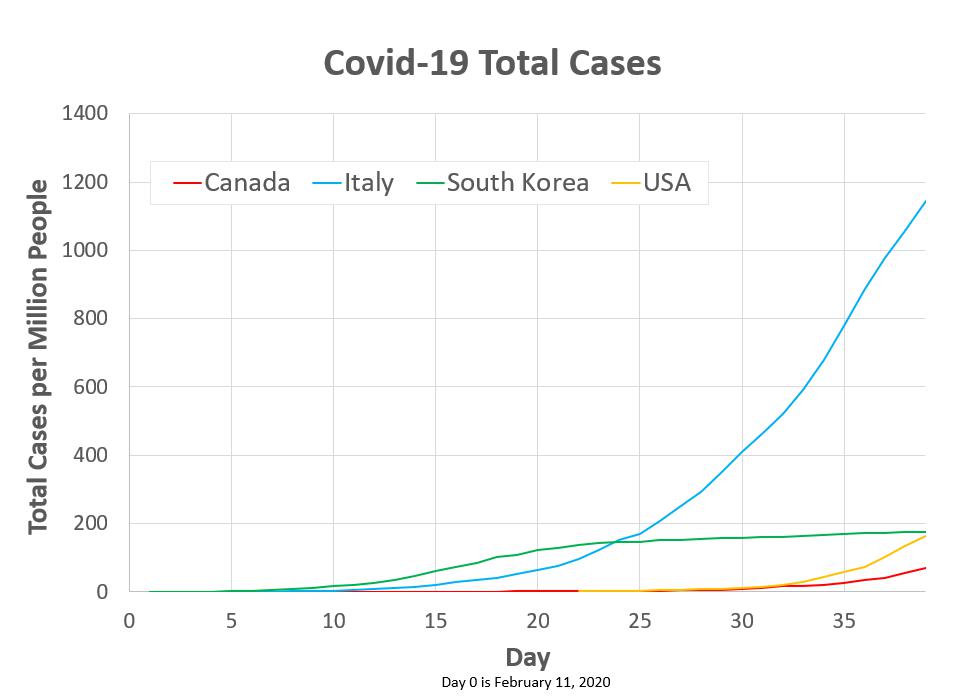 Covid-19 Total Cases
Total Cases per Million People
1400
1200
1000
800
600
400
200
0
Canada Italy South Korea USA
0 5 10 15 20 25 30 35
Day
Day 0 is February 11, 2020